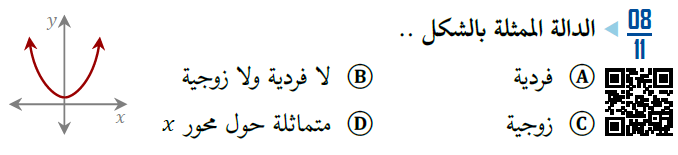 08/11 الدالة الممثلة بالشكل ..
A فردية B لا فردية ولا زوجية
C زوجية D متماثلة حول محور x
y
x